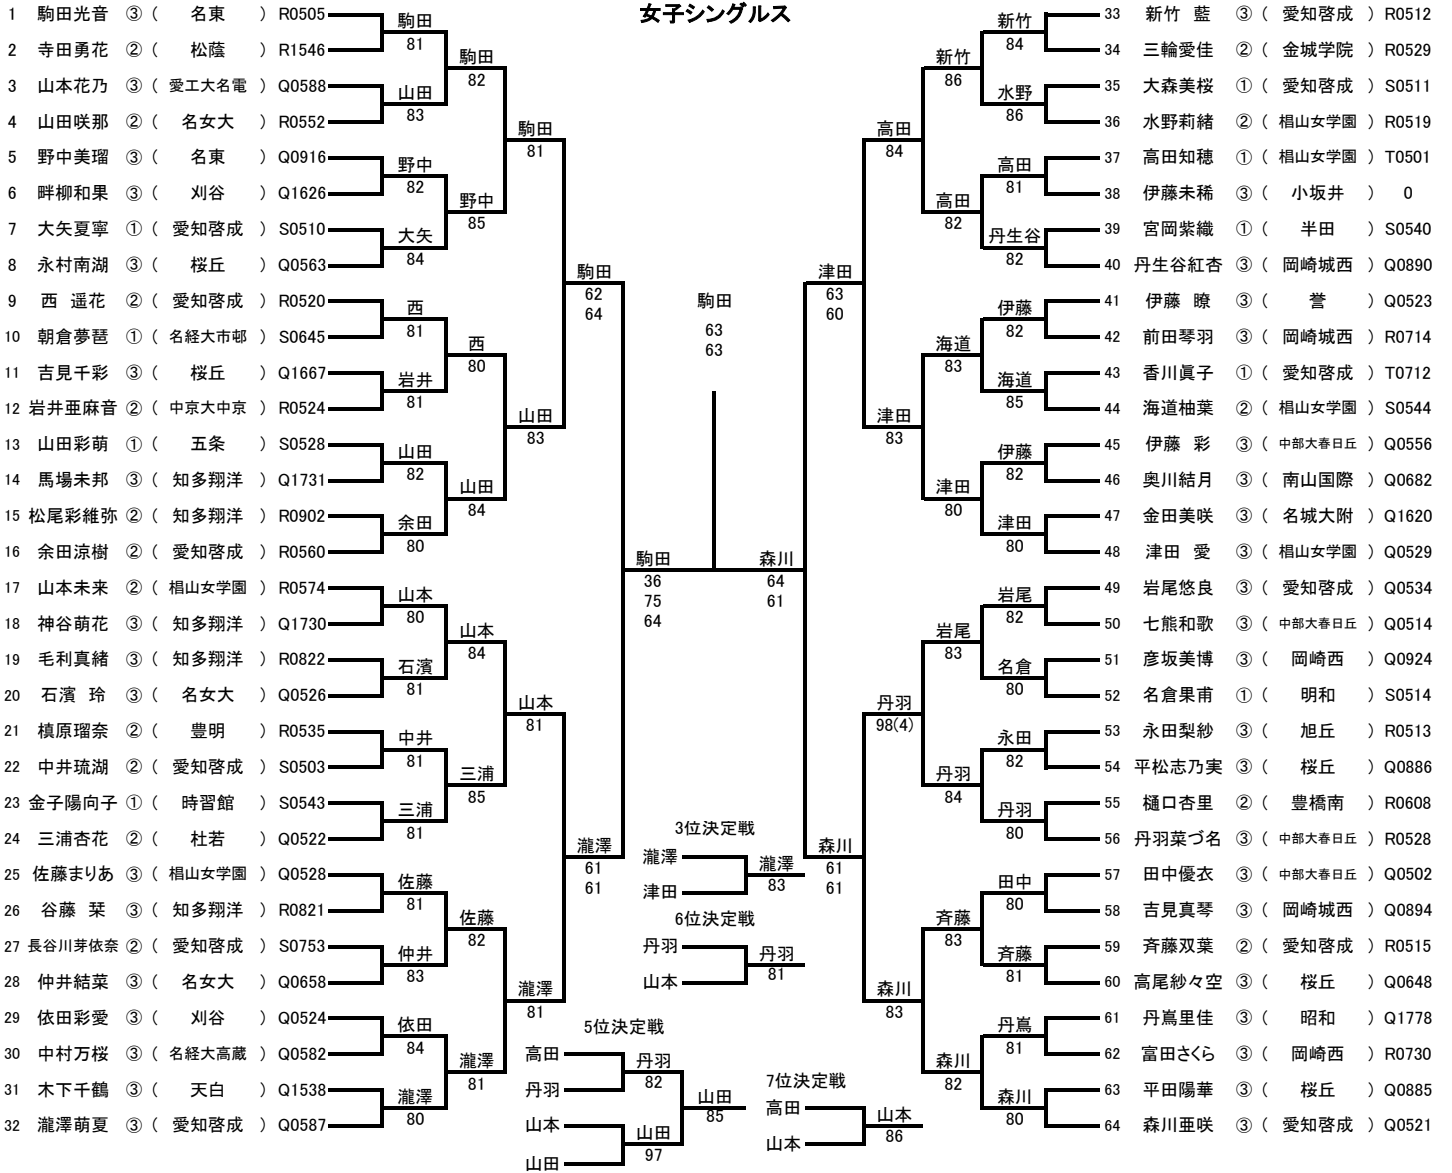 女子シングルス
1 駒田光音 ③ ( 名東 ) R0505
2 寺田勇花 ② ( 松蔭 ) R1546
3 山本花乃 ③ ( 愛工大名電 ) Q0588
4 山田咲那 ② ( 名女大 ) R0552
5 野中美瑠 ③ ( 名東 ) Q0916
6 畔柳和果 ③ ( 刈谷 ) Q1626
7 大矢夏寧 ① ( 愛知啓成 ) S0510
8 永村南湖 ③ ( 桜丘 ) Q0563
9 西 遥花 ② ( 愛知啓成 ) R0520
10 朝倉夢琶 ① ( 名経大市邨 ) S0645
11 吉見千彩 ③ ( 桜丘 ) Q1667
12 岩井亜麻音 ② ( 中京大中京 ) R0524
13 山田彩萌 ① ( 五条 ) S0528
14 馬場未邦 ③ ( 知多翔洋 ) Q1731
15 松尾彩維弥 ② ( 知多翔洋 ) R0902
16 余田涼樹 ② ( 愛知啓成 ) R0560
17 山本未来 ② ( 椙山女学園 ) R0574
18 神谷萌花 ③ ( 知多翔洋 ) Q1730
19 毛利真緒 ③ ( 知多翔洋 ) R0822
20 石濱 玲 ③ ( 名女大 ) Q0526
21 槙原瑠奈 ② ( 豊明 ) R0535
22 中井琉湖 ② ( 愛知啓成 ) S0503
23 金子陽向子 ① ( 時習館 ) S0543
24 三浦杏花 ② ( 杜若 ) Q0522
25 佐藤まりあ ③ ( 椙山女学園 ) Q0528
26 谷藤 栞 ③ ( 知多翔洋 ) R0821
27 長谷川芽依奈 ② ( 愛知啓成 ) S0753
28 仲井結菜 ③ ( 名女大 ) Q0658
29 依田彩愛 ③ ( 刈谷 ) Q0524
30 中村万桜 ③ ( 名経大高蔵 ) Q0582
31 木下千鶴 ③ ( 天白 ) Q1538
32 瀧澤萌夏 ③ ( 愛知啓成 ) Q0587
駒田
81
山田
83
野中
82
大矢
84
西
81
岩井
81
山田
82
余田
80
山本
80
石濱
81
中井
81
三浦
81
佐藤
81
仲井
83
依田
84
瀧澤
80
駒田
82
野中
85
西
80
山田
84
山本
84
三浦
85
佐藤
82
瀧澤
81
駒田
81
山田
83
山本
81
瀧澤
81
駒田
62
64
瀧澤
61
61
駒田
36
75
64
駒田
63
63
森川
64
61
津田
63
60
森川
61
61
高田
84
津田
83
丹羽
98(4)
森川
83
新竹
86
高田
82
海道
83
津田
80
岩尾
83
丹羽
84
斉藤
83
森川
82
新竹
84
水野
86
高田
81
丹生谷
82
伊藤
82
海道
85
伊藤
82
津田
80
岩尾
82
名倉
80
永田
82
丹羽
80
田中
80
斉藤
81
丹嶌
81
森川
80
33 新竹 藍 ③ ( 愛知啓成 ) R0512
34 三輪愛佳 ② ( 金城学院 ) R0529
35 大森美桜 ① ( 愛知啓成 ) S0511
36 水野莉緒 ② ( 椙山女学園 ) R0519
37 高田知穂 ① ( 椙山女学園 ) T0501
38 伊藤未稀 ③ ( 小坂井 ) 0
39 宮岡紫織 ① ( 半田 ) S0540
40 丹生谷紅杏 ③ ( 岡崎城西 ) Q0890
41 伊藤 瞭 ③ ( 誉 ) Q0523
42 前田琴羽 ③ ( 岡崎城西 ) R0714
43 香川眞子 ① ( 愛知啓成 ) T0712
44 海道柚葉 ② ( 椙山女学園 ) S0544
45 伊藤 彩 ③ ( 中部大春日丘 ) Q0556
46 奥川結月 ③ ( 南山国際 ) Q0682
47 金田美咲 ③ ( 名城大附 ) Q1620
48 津田 愛 ③ ( 椙山女学園 ) Q0529
49 岩尾悠良 ③ ( 愛知啓成 ) Q0534
50 七熊和歌 ③ ( 中部大春日丘 ) Q0514
51 彦坂美博 ③ ( 岡崎西 ) Q0924
52 名倉果甫 ① ( 明和 ) S0514
53 永田梨紗 ③ ( 旭丘 ) R0513
54 平松志乃実 ③ ( 桜丘 ) Q0886
55 樋口杏里 ② ( 豊橋南 ) R0608
56 丹羽菜づ名 ③ ( 中部大春日丘 ) R0528
57 田中優衣 ③ ( 中部大春日丘 ) Q0502
58 吉見真琴 ③ ( 岡崎城西 ) Q0894
59 斉藤双葉 ② ( 愛知啓成 ) R0515
60 高尾紗々空 ③ ( 桜丘 ) Q0648
61 丹嶌里佳 ③ ( 昭和 ) Q1778
62 富田さくら ③ ( 岡崎西 ) R0730
63 平田陽華 ③ ( 桜丘 ) Q0885
64 森川亜咲 ③ ( 愛知啓成 ) Q0521
3位決定戦
瀧澤
津田
瀧澤
83
6位決定戦
丹羽
山本
丹羽
81
5位決定戦
高田
丹羽
山本
山田
丹羽
82
山田
97
山田
85
7位決定戦
高田
山本
山本
86